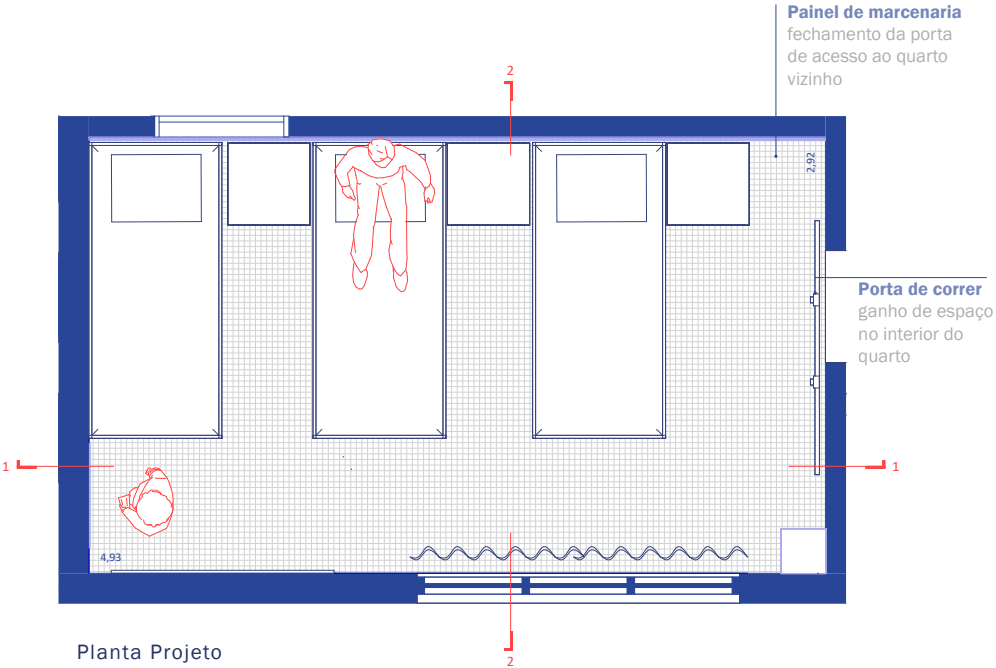 Painel de marcenaria
fechamento da porta
de acesso ao quarto
vizinho
2
2,92
Porta de correr
ganho de espaço
no interior do
quarto
1
1
4,93
Planta Projeto
2